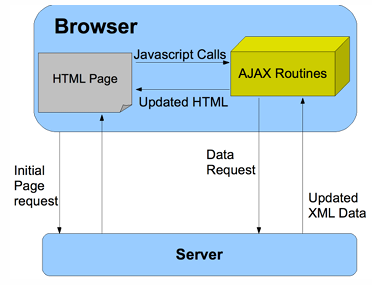 Browser
Javascript Calls
HTML Page
AJAX Routines
Updated HTML
Initial
Page
request
Data
Request
Updated
XML Data
Server